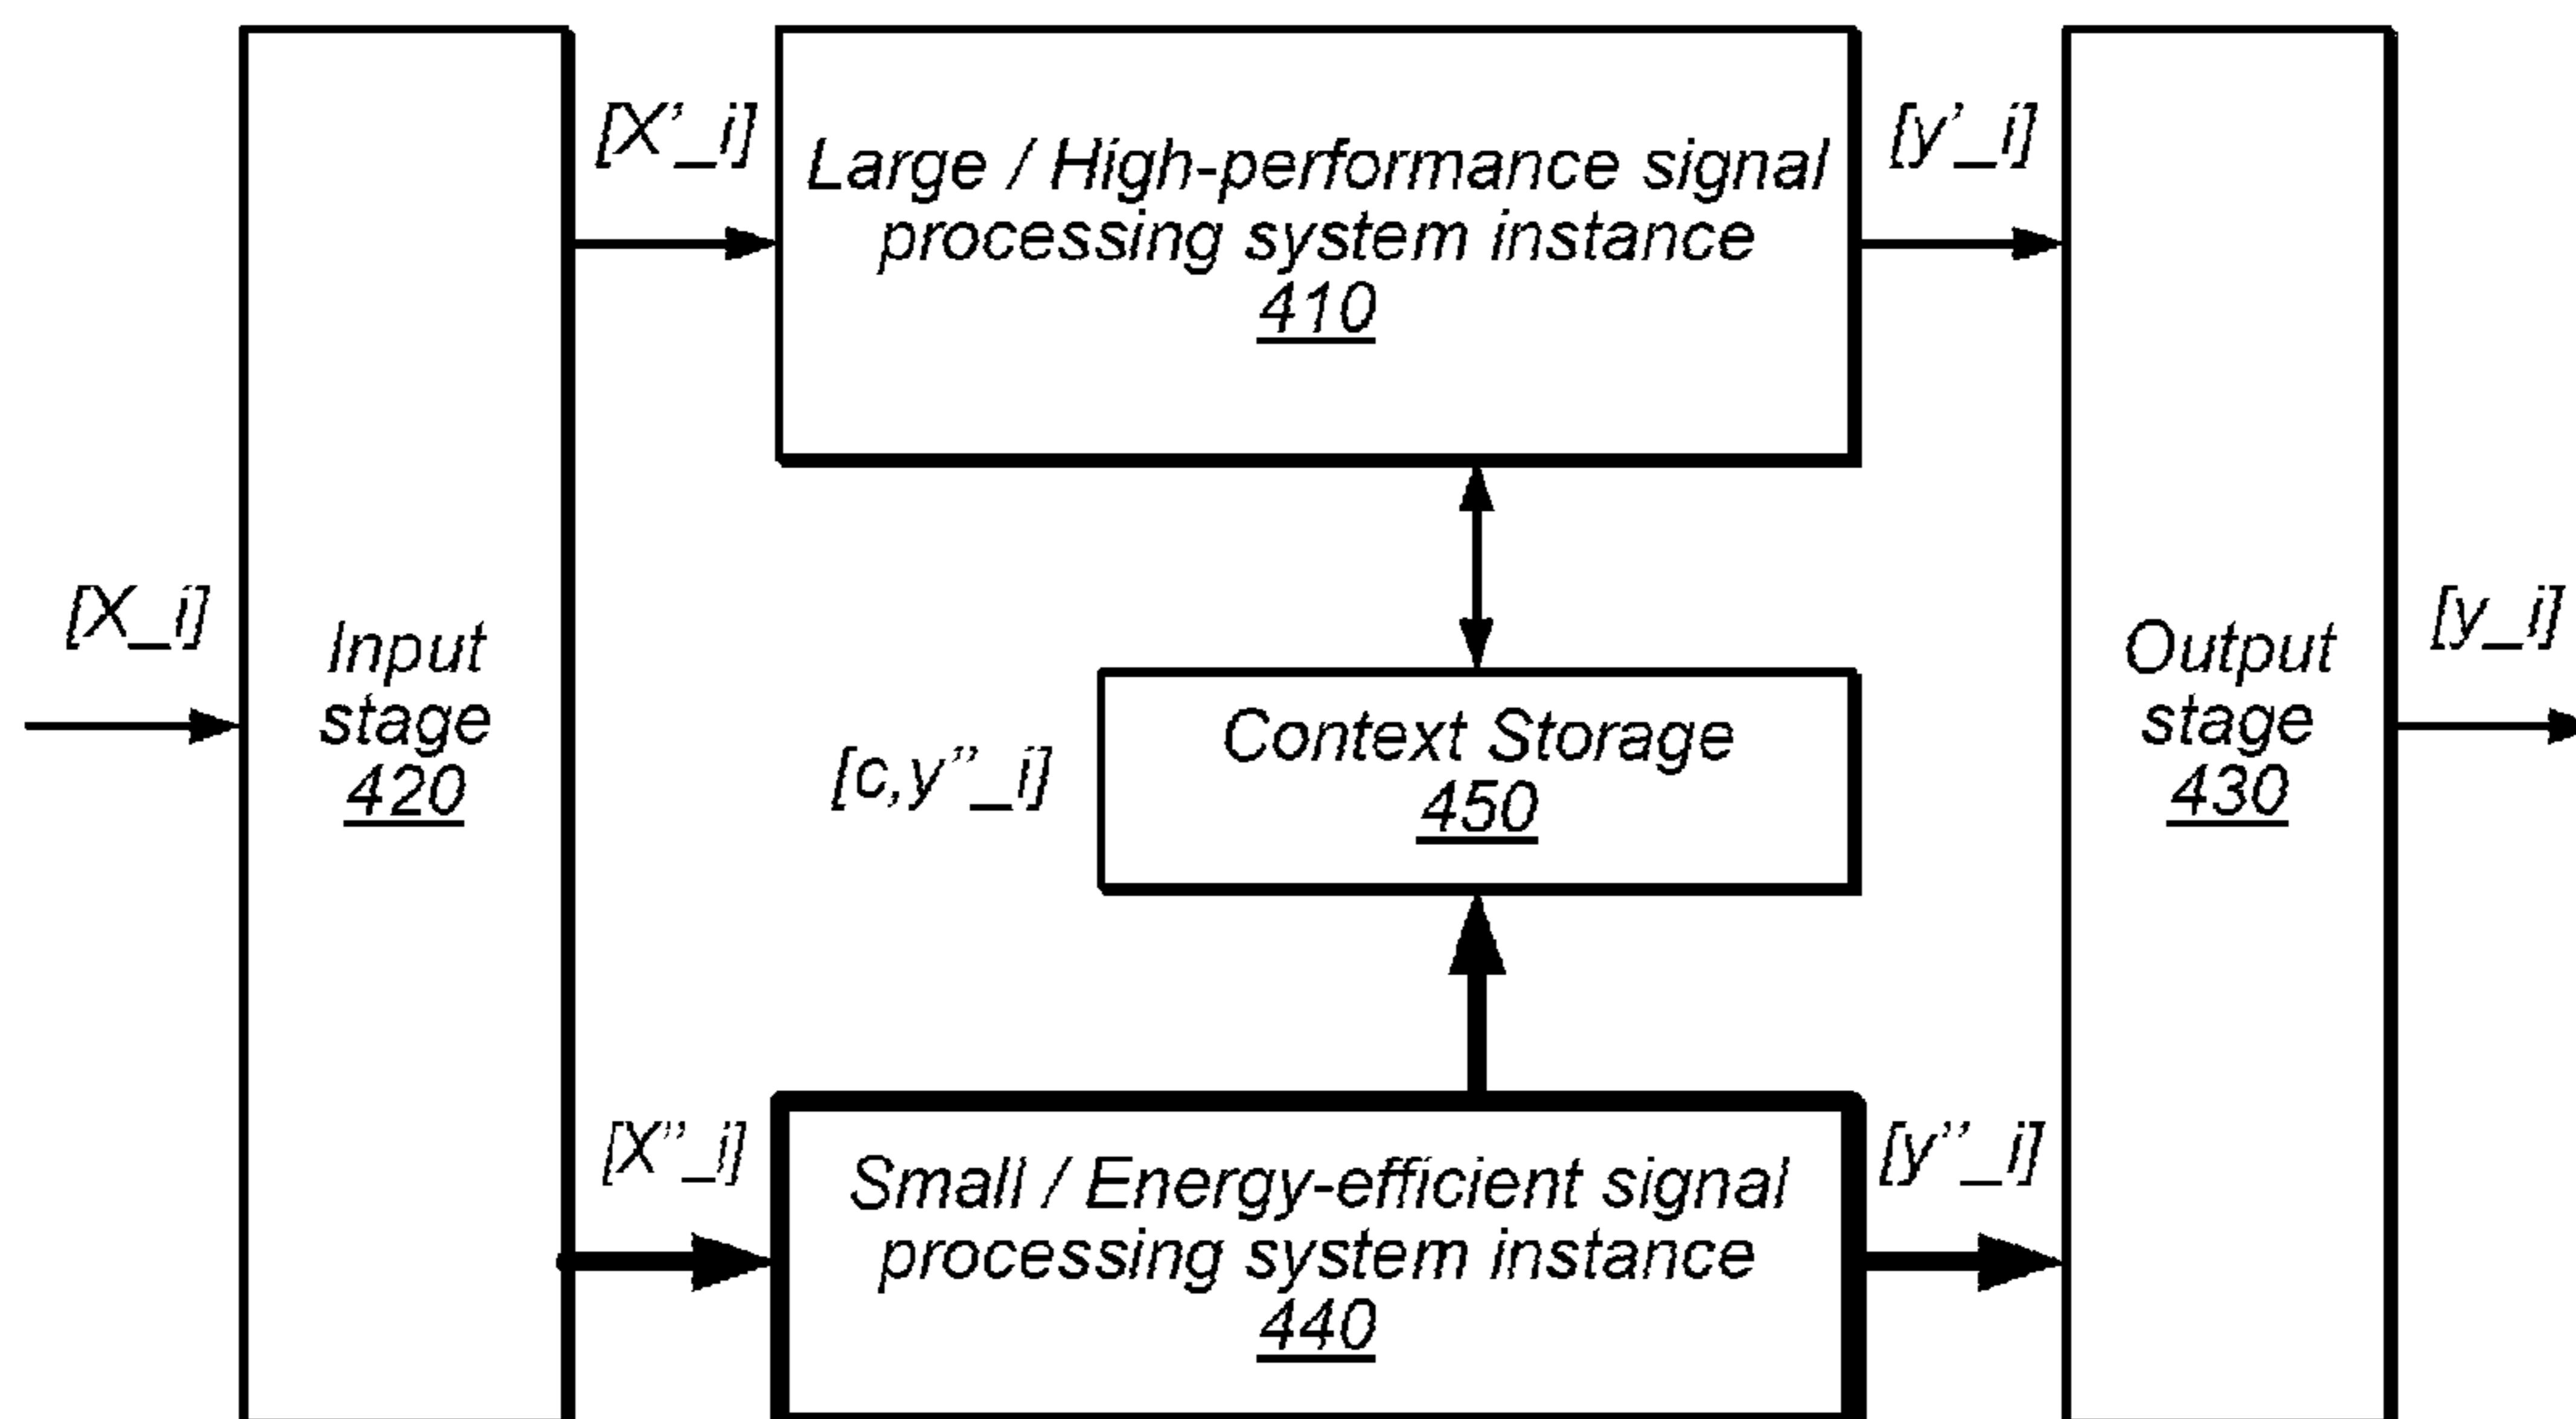 [X_i]
Input
stage
420
[X’_i]
Large / High-performance signal
processing system instance
410
[y’_i]
[c,y’’_i]
Context Storage
450
[X’’_i]
Small / Energy-efficient signal
processing system instance
440
[y’’_i]
Output
stage
430
[y_i]